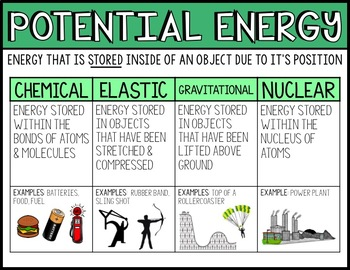 POTENTIAL ENERGY
ENERGY THAT IS STORED INSIDE OF AN OBJECT DUE TO IT'S POSITION
CHEMICAL
ENERGY STORED
WITHIN THE
BONDS OF ATOMS
& MOLECULES
EXAMPLES: BATTERIES,
FOOD, FUEL
ELASTIC
ENERGY STORED
IN OBJECTS
THAT HAVE BEEN
STRETCHED &
COMPRESSED
EXAMPLES: RUBBER BAND,
SLING SHOT
GRAVITATIONAL
ENERGY STORED
IN OBJECTS
THAT HAVE BEEN
LIFTED ABOVE
GROUND
EXAMPLES: TOP OF A
ROLLERCOASTER
NUCLEAR
ENERGY STORED
WITHIN THE
NUCLEUS OF
ATOMS
EXAMPLE: POWER PLANT